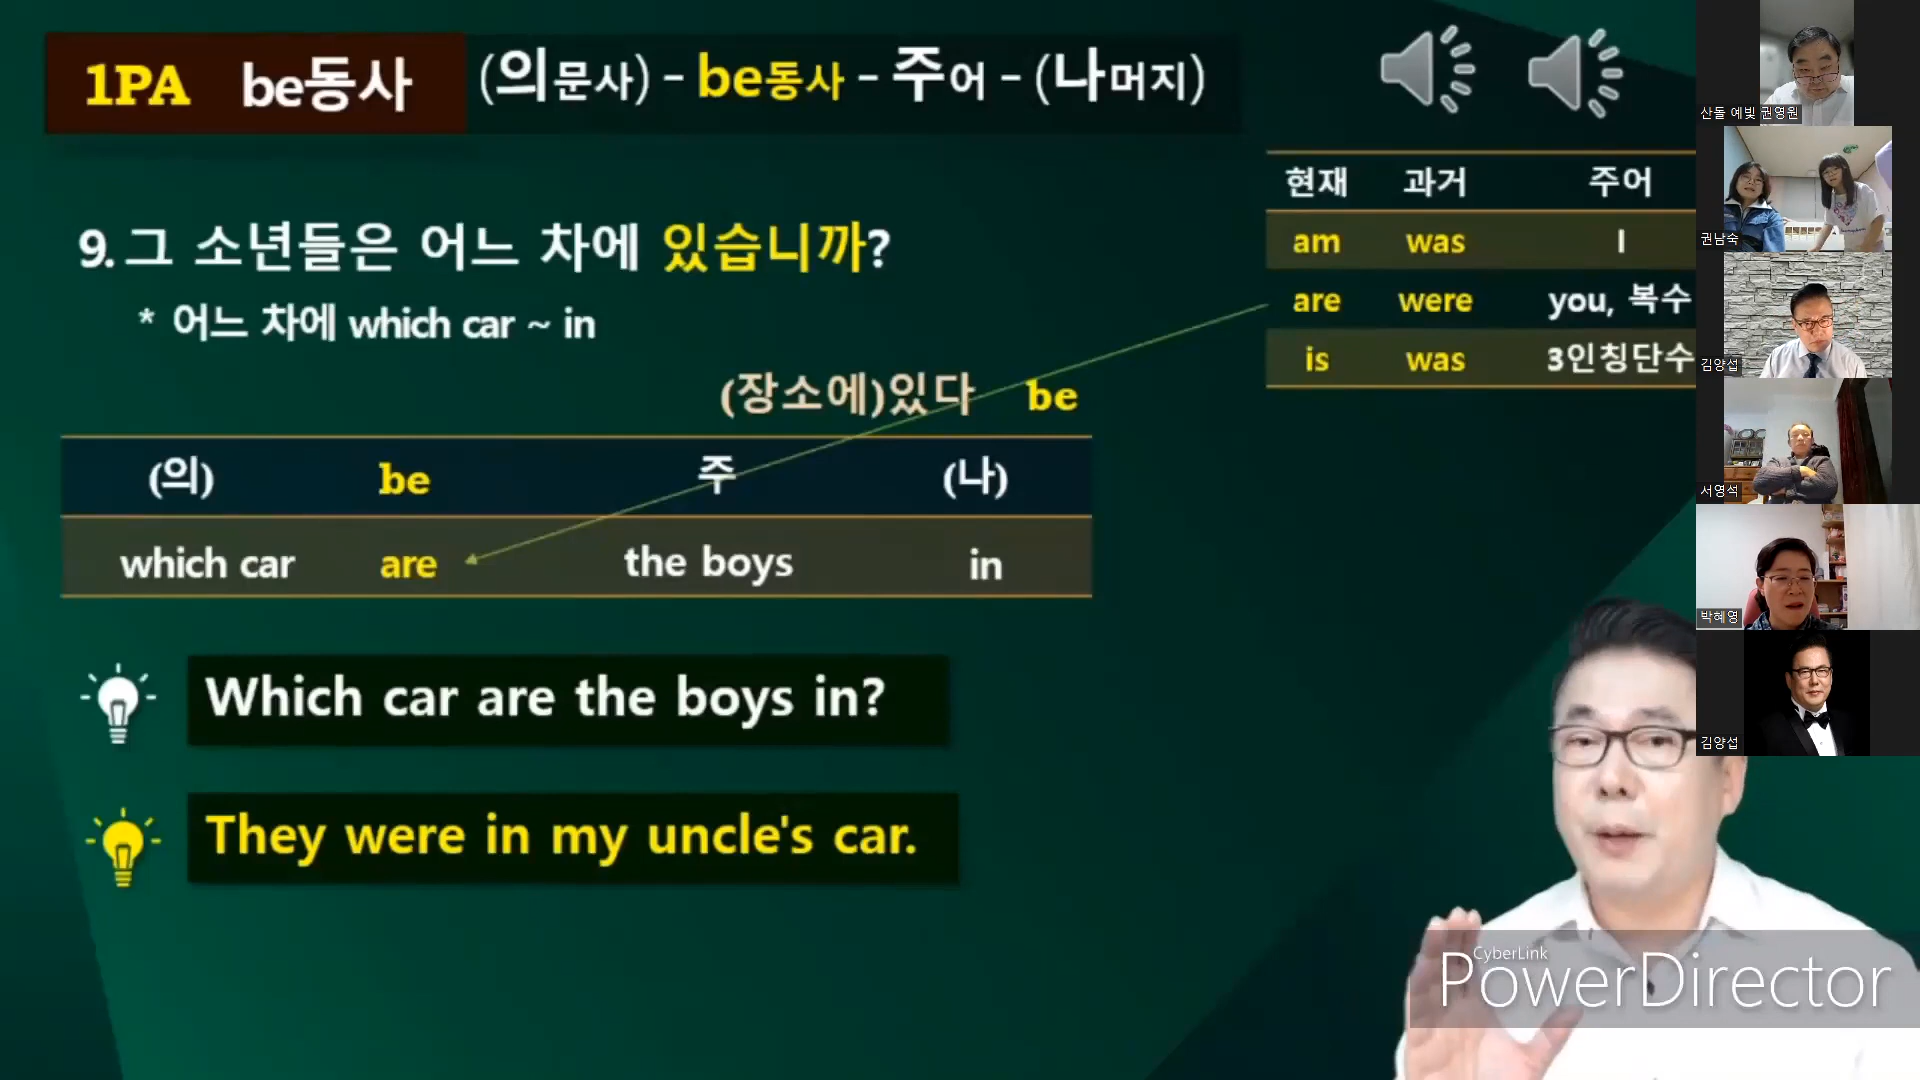 1PA be동사 (의문사) - be동사 - 주어 - (나머지)
9. 그 소년들은 어느 차에 있습니까?
* 어느 차에 which car ~ in
(장소에)있다 be
(의) be 주 (나)
which car are the boys in
Which car are the boys in?
They were in my uncle's car.
현재 과거 주어
am was I
are were you, 복수
is was 3인칭단수
산돌 예빛 권영원
권남숙
김양섭
서영석
박혜영
김양섭
CyberLink
PowerDirector